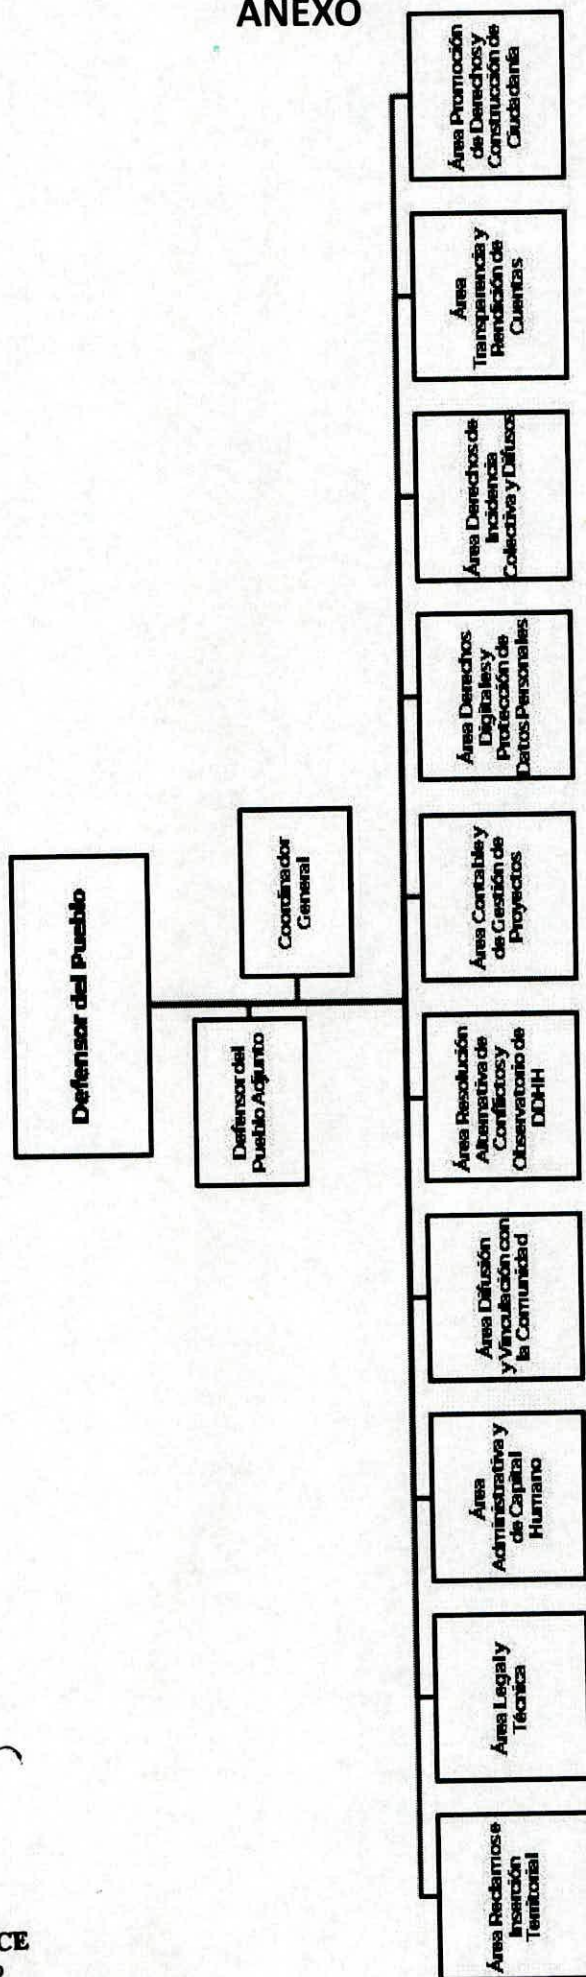 ANEXO
Defensor del Pueblo
Defensor del
Pueblo Adjunto
Coordinador
General
Área Reclamos e
Inserción
Territorial
Área Legal y
Técnica
Área
Administrativa y
de Capital
Humano
Área Difusión
y Vinculación con
la Comunidad
Área Resolución
Alternativa de
Conflictos y
Observatorio de
DDHH
Área Contable y
de Gestión de
Proyectos
Área Derechos
Digitales y
Protección de
Datos Personales
Área Derechos de
Incidencia
Colectiva y Difusos
Área
Transparencia y
Rendición de
Cuentas
Área Promoción
de Derechos y
Construcción de
Ciudadanía
CE